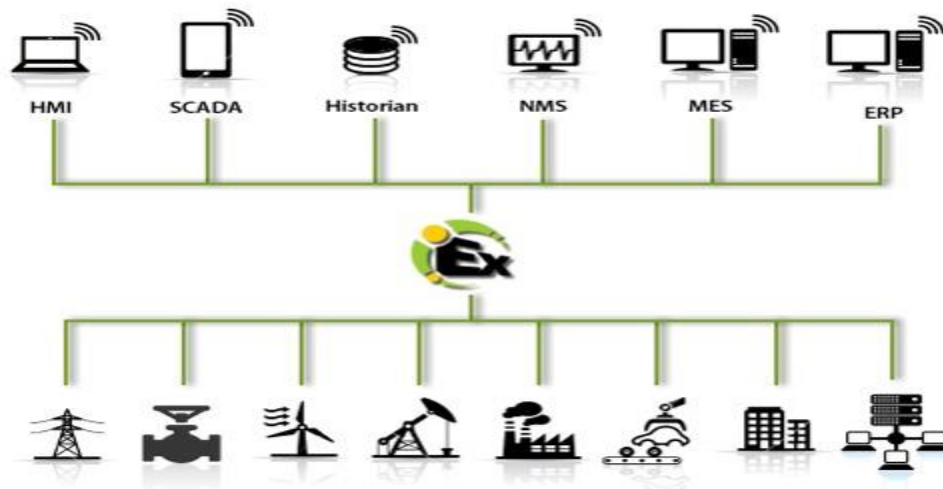 HMI
SCADA
Historian
NMS
MES
ERP
Ex